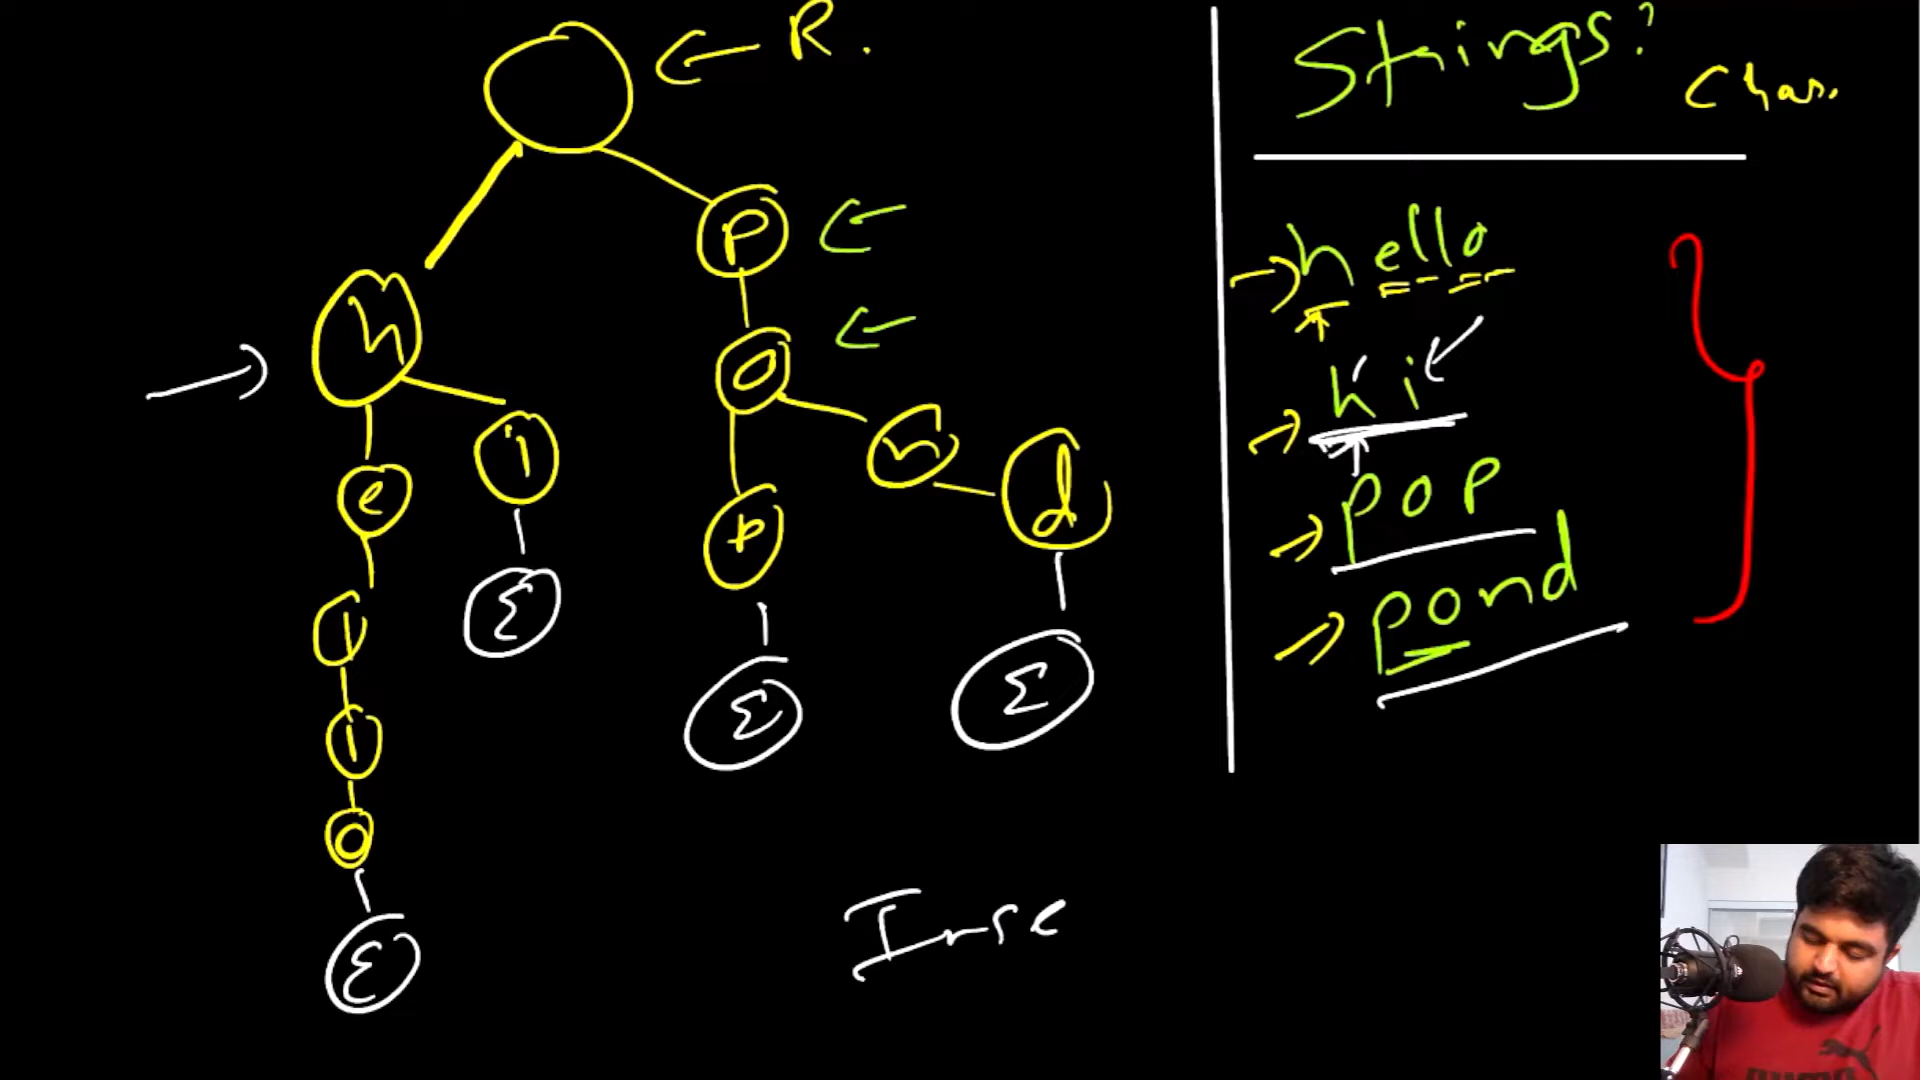 R.
Strings?
Char.
h
p
hello
e
i
o
hi
l
Σ
p
n
d
pop
l
Σ
Σ
pond
o
Σ
Inse